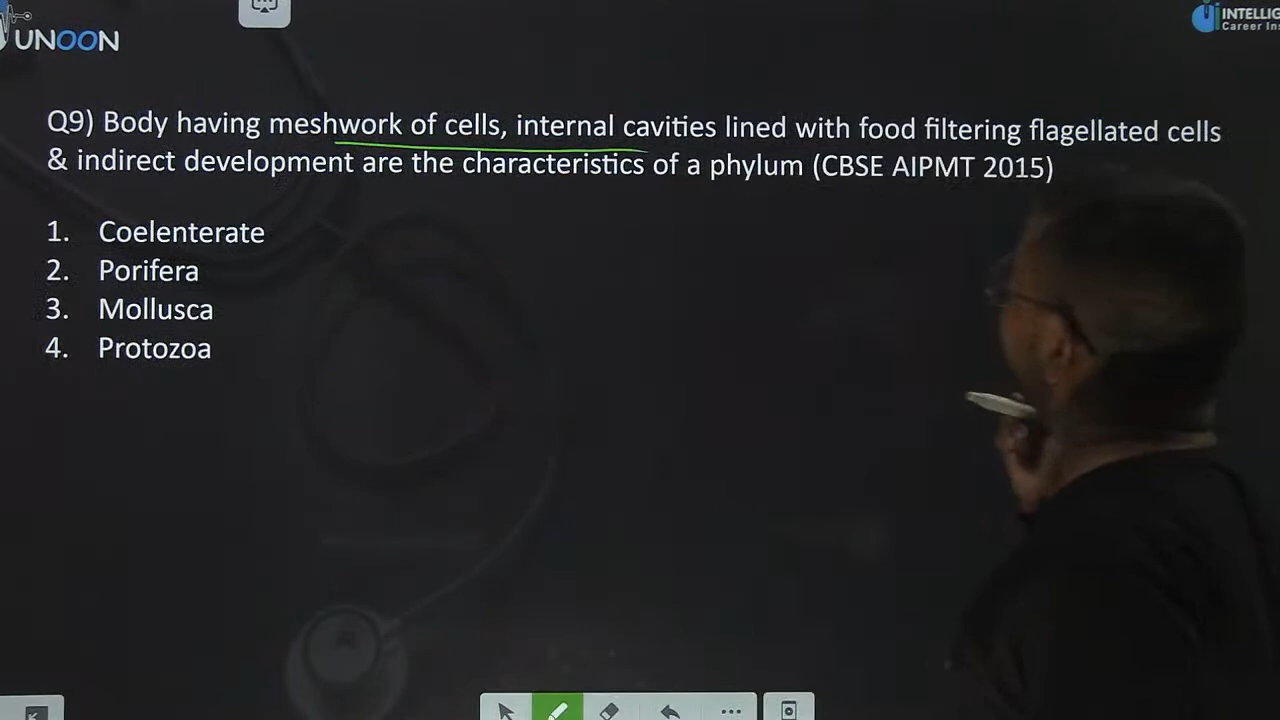 UNOON
INTELLIG
Career Ins
Q9) Body having meshwork of cells, internal cavities lined with food filtering flagellated cells
& indirect development are the characteristics of a phylum (CBSE AIPMT 2015)
1. Coelenterate
2. Porifera
3. Mollusca
4. Protozoa